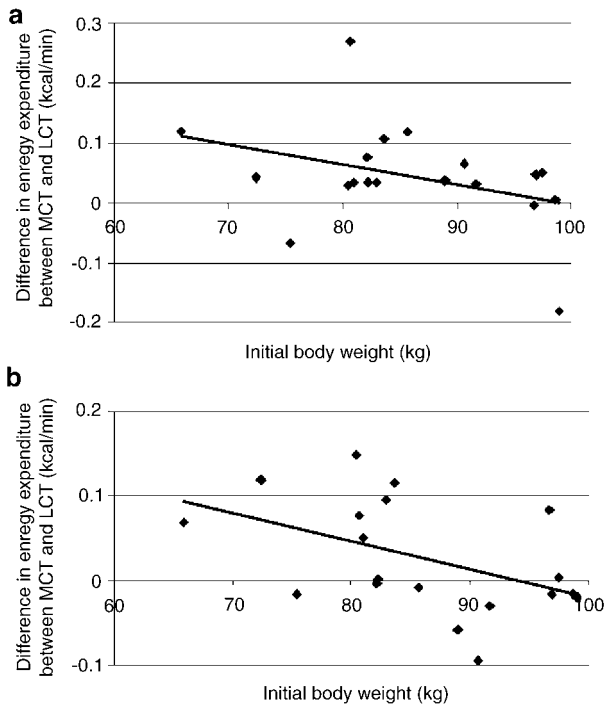 a
Difference in enregy expenditure
between MCT and LCT (kcal/min)
0.3
0.2
0.1
0
-0.1
-0.2
60 70 80 90 100
Initial body weight (kg)
b
Difference in enregy expenditure
between MCT and LCT (kcal/min)
0.2
0.1
0
-0.1
60 70 80 90 100
Initial body weight (kg)